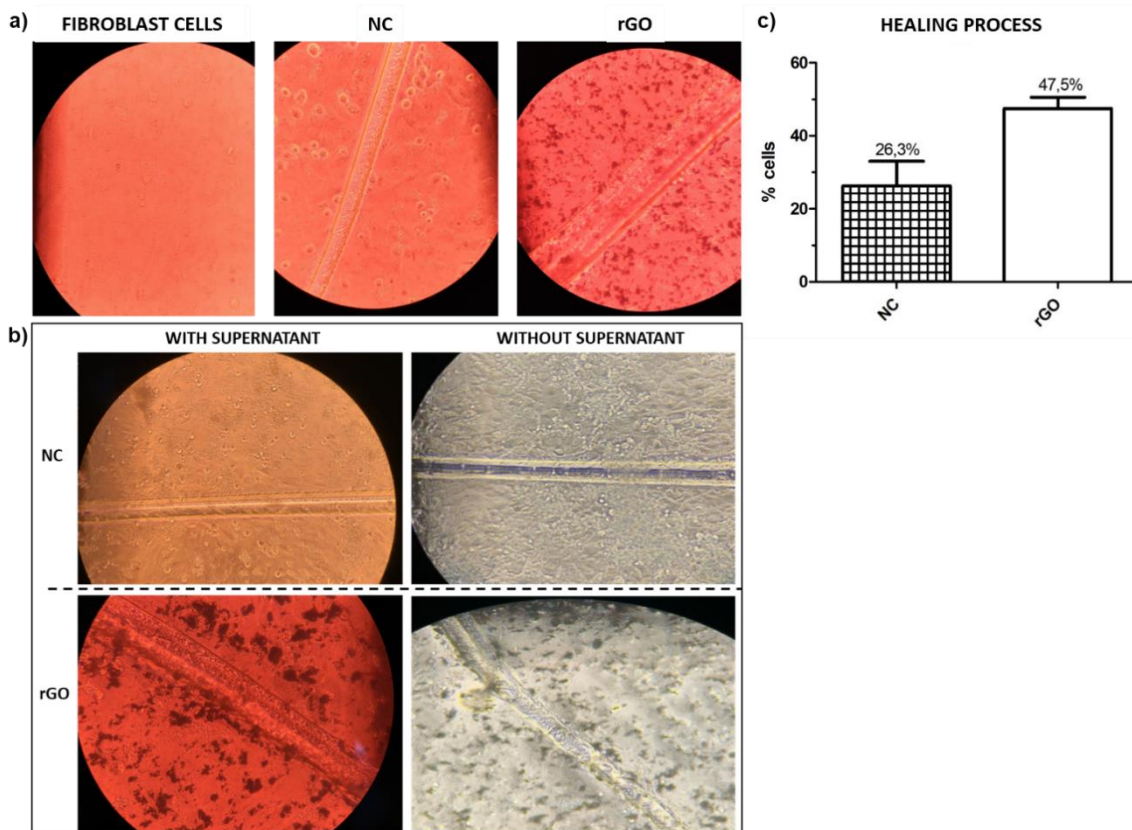 a)
FIBROBLAST CELLS
NC
rGO
c)
HEALING PROCESS
60
40
20
0
% cells
26,3%
47,5%
NC
rGO
b)
WITH SUPERNATANT
WITHOUT SUPERNATANT
NC
rGO